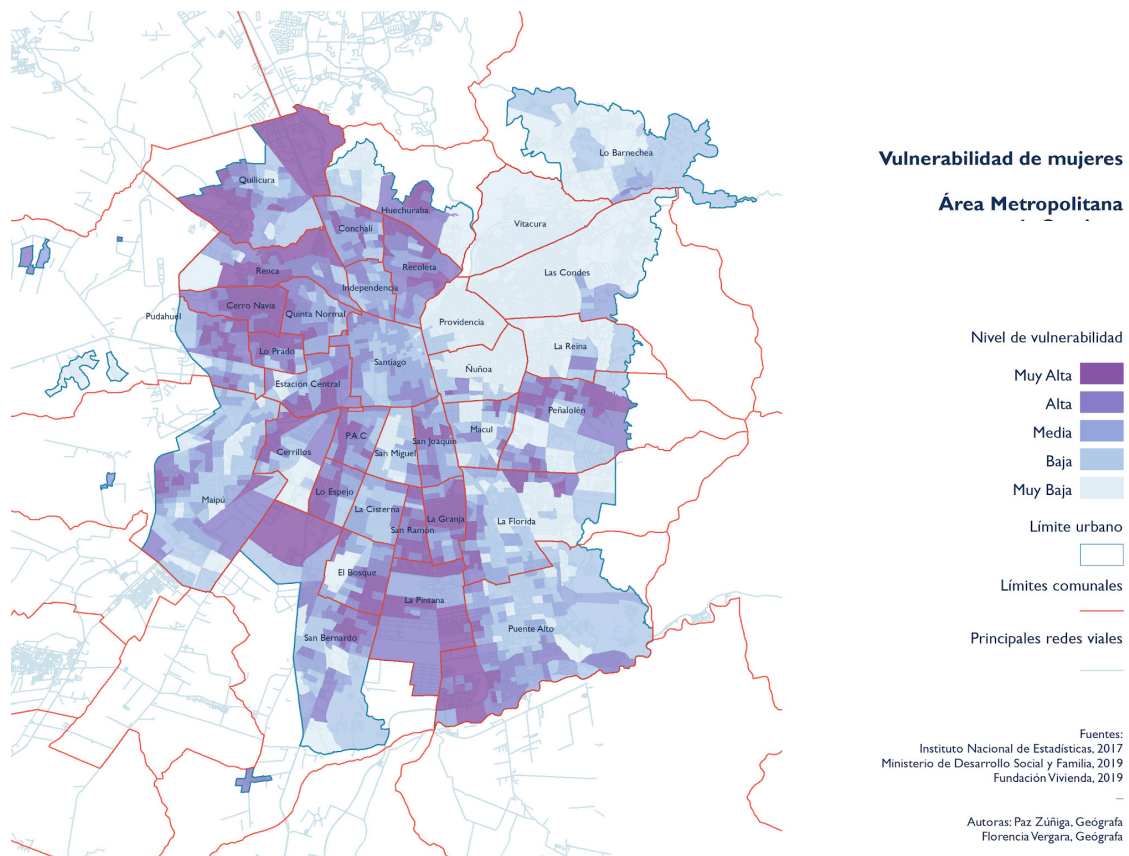 Lo Barnechea
Quilicura
Huechuraba
Vitacura
Conchalí
Renca
Recoleta
Las Condes
Independencia
Cerro Navia
Quinta Normal
Pudahuel
Providencia
Lo Prado
Santiago
La Reina
Ñuñoa
Estación Central
Peñalolén
P.A.C
San Joaquín
Macul
Cerrillos
San Miguel
Lo Espejo
Maipú
La Cisterna
La Granja
La Florida
San Ramón
El Bosque
La Pintana
Puente Alto
San Bernardo
Vulnerabilidad de mujeres
Área Metropolitana
Nivel de vulnerabilidad
Muy Alta
Alta
Media
Baja
Muy Baja
Límite urbano
Límites comunales
Principales redes viales
Fuentes:
Instituto Nacional de Estadísticas, 2017
Ministerio de Desarrollo Social y Familia, 2019
Fundación Vivienda, 2019
_
Autoras: Paz Zúñiga, Geógrafa
Florencia Vergara, Geógrafa